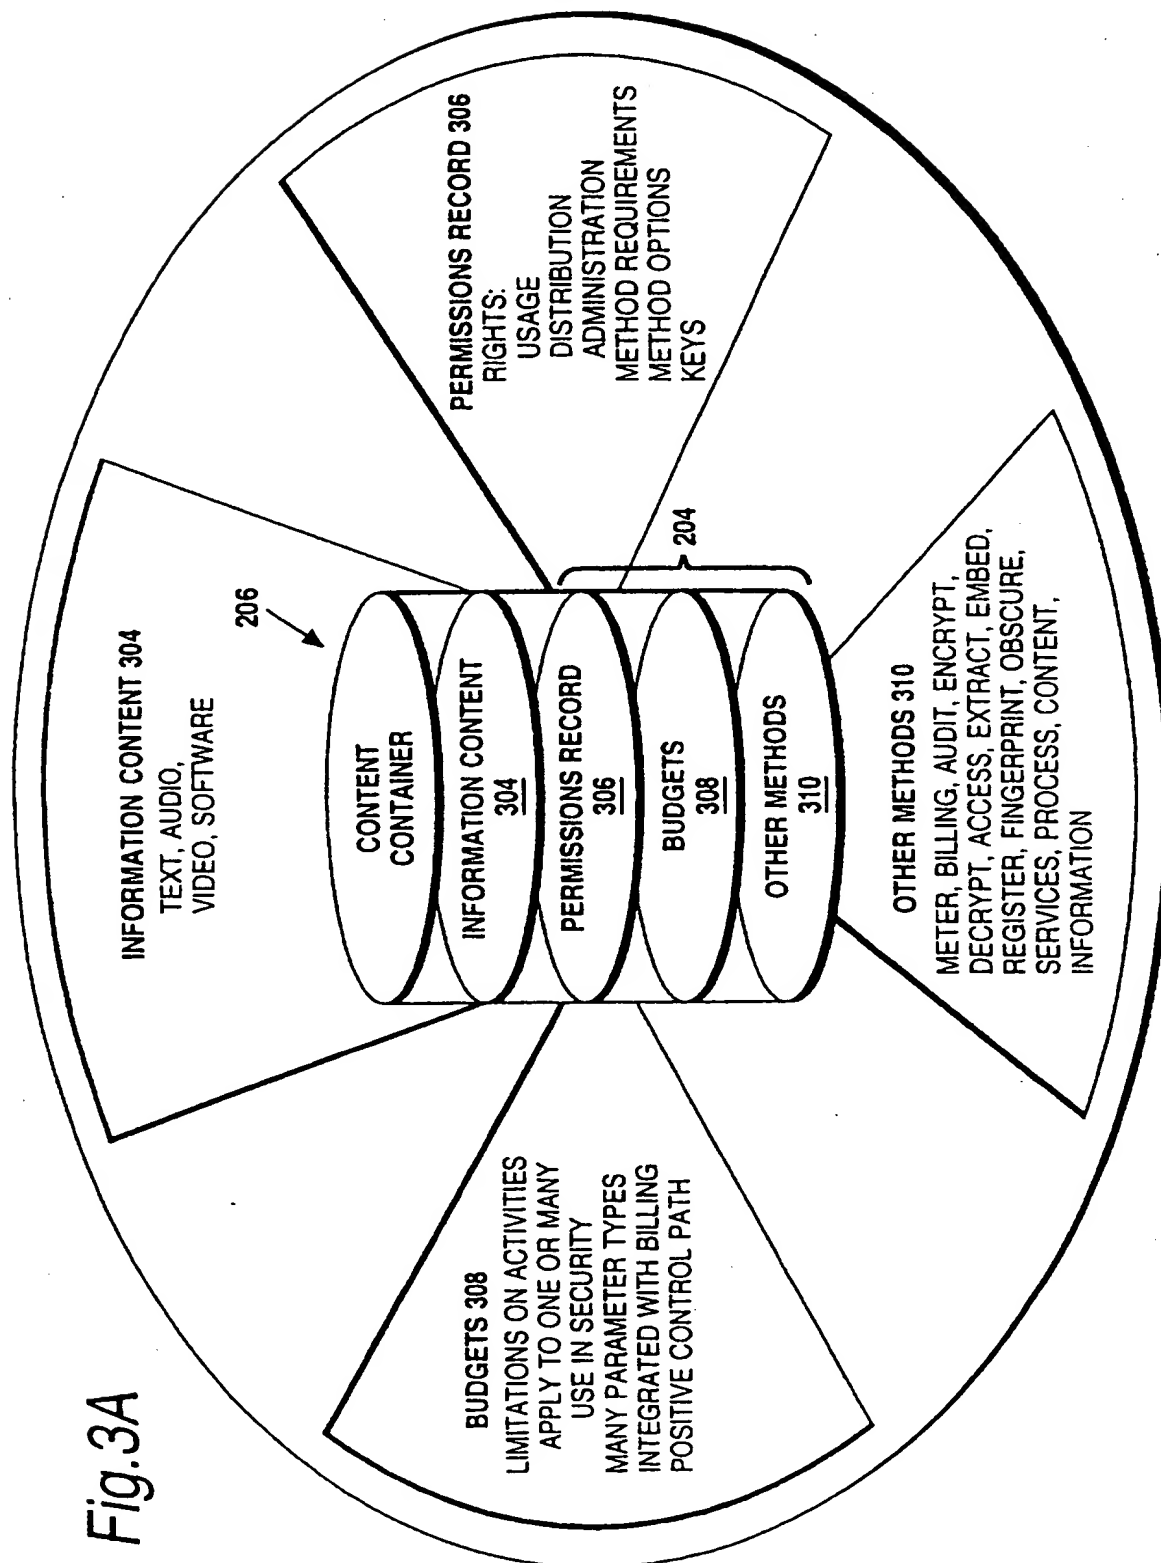 Fig.3A
INFORMATION CONTENT 304
TEXT, AUDIO,
VIDEO, SOFTWARE
206
CONTENT
CONTAINER
INFORMATION CONTENT
304
PERMISSIONS RECORD
306
BUDGETS
308
OTHER METHODS
310
204
BUDGETS 308
LIMITATIONS ON ACTIVITIES
APPLY TO ONE OR MANY
USE IN SECURITY
MANY PARAMETER TYPES
INTEGRATED WITH BILLING
POSITIVE CONTROL PATH
PERMISSIONS RECORD 306
RIGHTS:
USAGE
DISTRIBUTION
ADMINISTRATION
METHOD REQUIREMENTS
METHOD OPTIONS
KEYS
OTHER METHODS 310
METER, BILLING, AUDIT, ENCRYPT,
DECRYPT, ACCESS, EXTRACT, EMBED,
REGISTER, FINGERPRINT, OBSCURE,
SERVICES, PROCESS, CONTENT,
INFORMATION